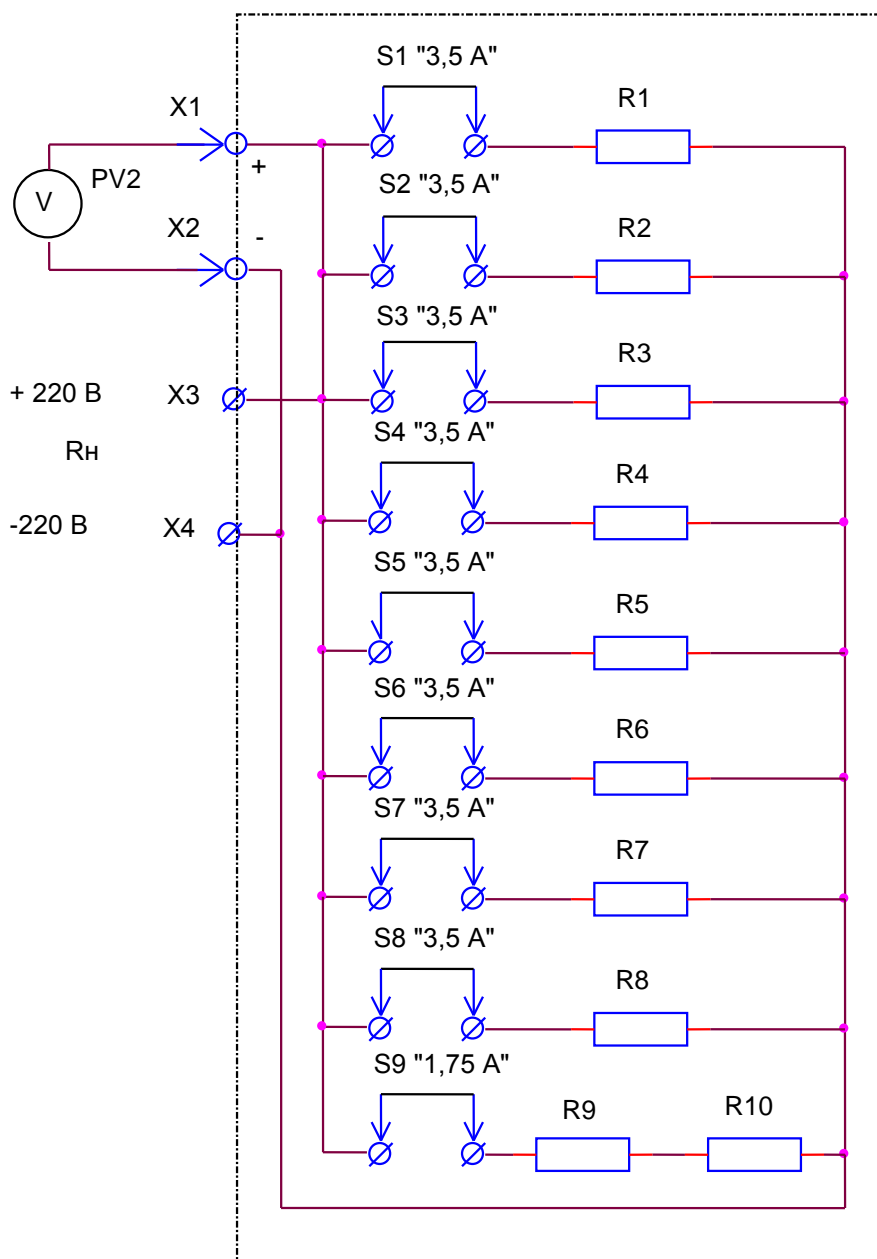 S1 "3,5 А"
X1
R1
+
PV2
V
S2 "3,5 А"
X2
-
R2
S3 "3,5 А"
R3
+ 220 В
X3
S4 "3,5 А"
Rн
R4
-220 В
X4
S5 "3,5 А"
R5
S6 "3,5 А"
R6
S7 "3,5 А"
R7
S8 "3,5 А"
R8
S9 "1,75 А"
R9
R10